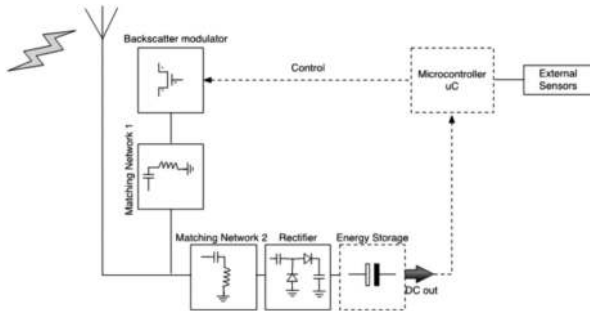 Backscatter modulator
Control
Microcontroller
uC
External
Sensors
Matching Network 1
Matching Network 2
Rectifier
Energy Storage
DC out